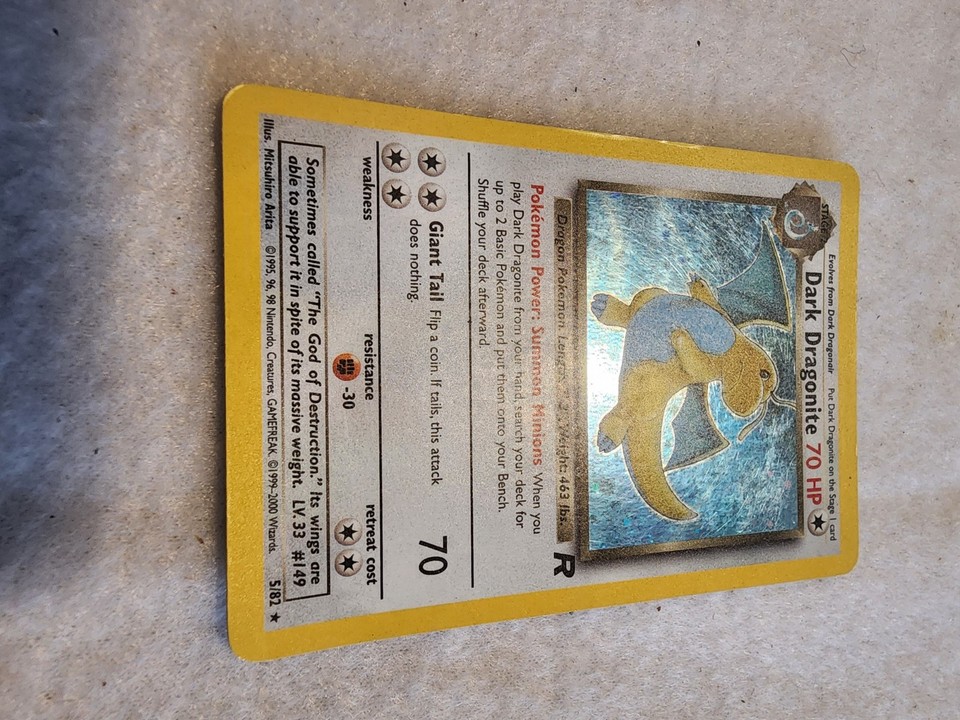 STAGE 2
Evolves from Dark Dragonair Put Dark Dragonite on the Stage 1 card
Dark Dragonite 70 HP
Dragon Pokémon. Length: 7' 3", Weight: 463 lbs.
R
Pokémon Power: Summon Minions When you
play Dark Dragonite from your hand, search your deck for
up to 2 Basic Pokémon and put them onto your Bench.
Shuffle your deck afterward.
Giant Tail Flip a coin. If tails, this attack
does nothing.
70
weakness resistance retreat cost
-30
Sometimes called "The God of Destruction." Its wings are
able to support it in spite of its massive weight. LV. 33 #149
Illus. Mitsuhiro Arita ©1995, 96, 98 Nintendo, Creatures, GAMEFREAK. ©1999-2000 Wizards. 5/82 ★